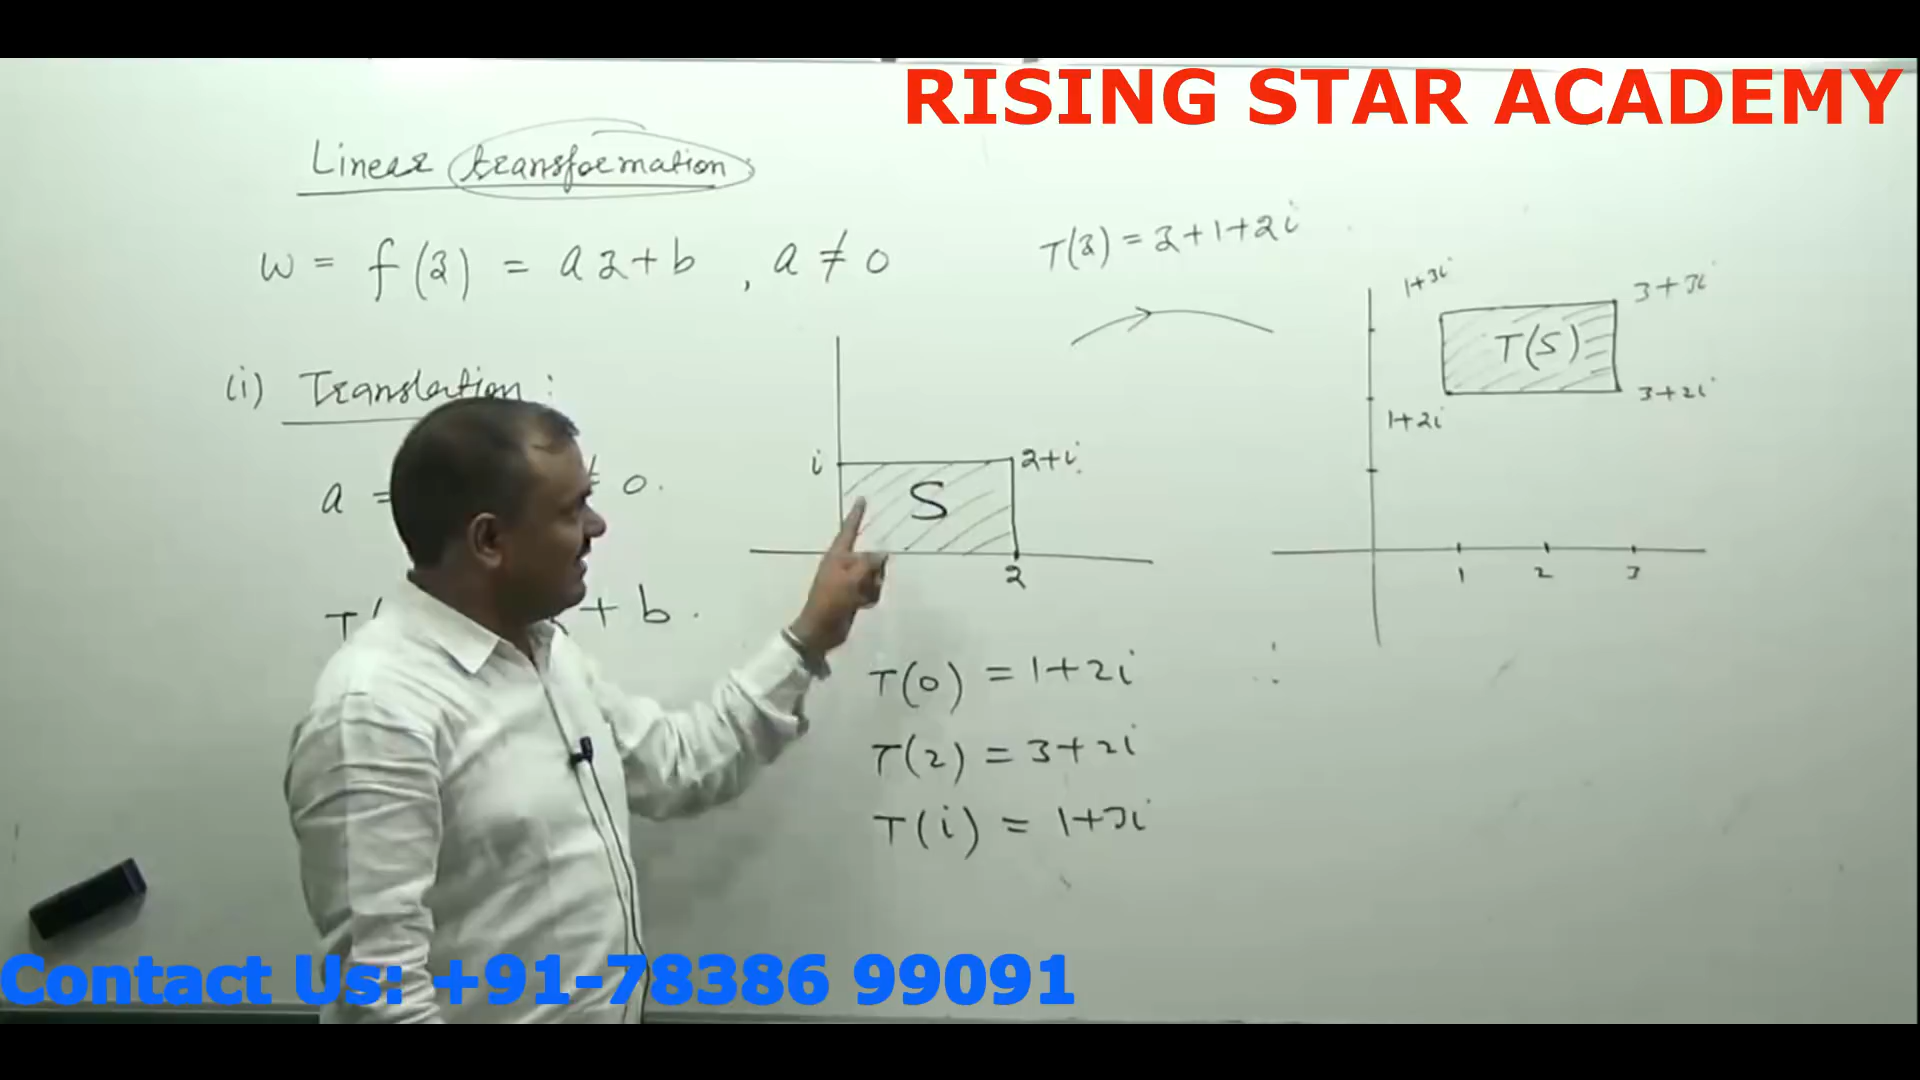 RISING STAR ACADEMY
Linear transformation:
w = f(z) = az+b , a ≠ 0
T(z) = z+1+2i
(i) Translation:
a = ≠ 0.
T( + b.
i
2+i
S
2
1+3i
3+3i
T(S)
1+2i
3+2i
1 2 3
T(0) = 1+2i
T(2) = 3+2i
T(i) = 1+3i
Contact Us: +91-78386 99091